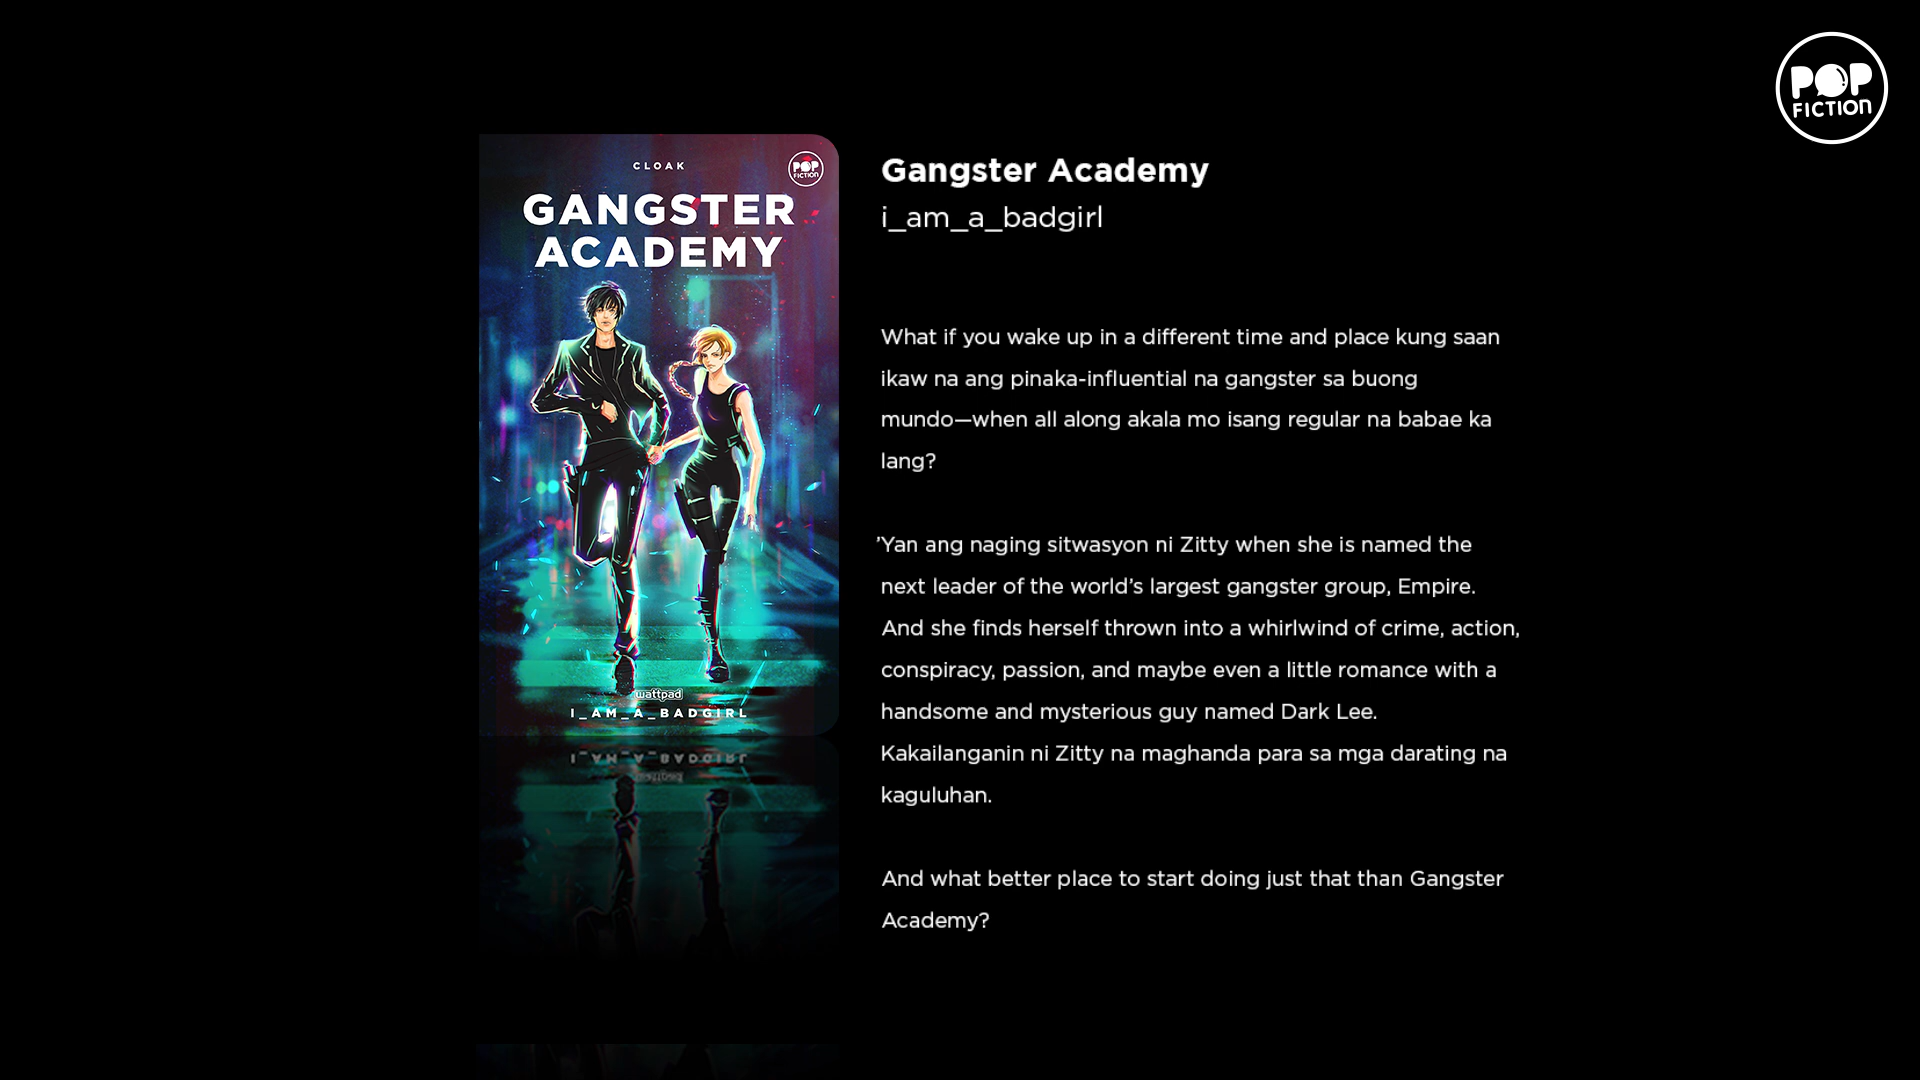 POP
FICTION
CLOAK
POP
FICTION
GANGSTER
ACADEMY
wattpad
I_AM_A_BADGIRL
Gangster Academy
i_am_a_badgirl
What if you wake up in a different time and place kung saan
ikaw na ang pinaka-influential na gangster sa buong
mundo—when all along akala mo isang regular na babae ka
lang?
’Yan ang naging sitwasyon ni Zitty when she is named the
next leader of the world’s largest gangster group, Empire.
And she finds herself thrown into a whirlwind of crime, action,
conspiracy, passion, and maybe even a little romance with a
handsome and mysterious guy named Dark Lee.
Kakailanganin ni Zitty na maghanda para sa mga darating na
kaguluhan.
And what better place to start doing just that than Gangster
Academy?